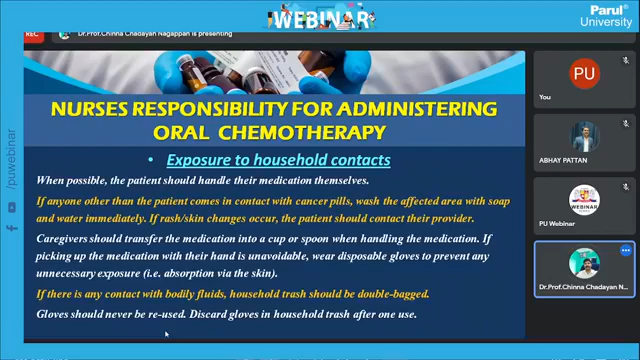 WEBINAR
Parul®
University
REC
Dr.Prof.Chinna Chadayan Nagappan is presenting
NURSES RESPONSIBILITY FOR ADMINISTERING
ORAL CHEMOTHERAPY
• Exposure to household contacts
When possible, the patient should handle their medication themselves.
If anyone other than the patient comes in contact with cancer pills, wash the affected area with soap
and water immediately. If rash/skin changes occur, the patient should contact their provider.
Caregivers should transfer the medication into a cup or spoon when handling the medication. If
picking up the medication with their hand is unavoidable, wear disposable gloves to prevent any
unnecessary exposure (i.e. absorption via the skin).
If there is any contact with bodily fluids, household trash should be double-bagged.
Gloves should never be re-used. Discard gloves in household trash after one use.
PU
You
ABHAY PATTAN
WEBINAR
PU Webinar
Dr.Prof.Chinna Chadayan N...
/puwebinar